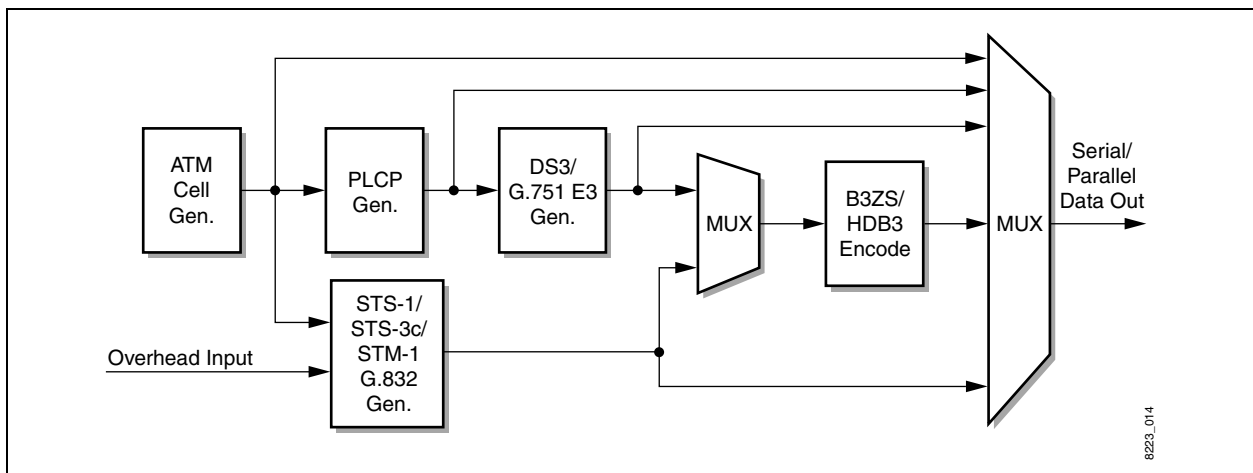 ATM
Cell
Gen.
PLCP
Gen.
DS3/
G.751 E3
Gen.
MUX
B3ZS/
HDB3
Encode
MUX
Serial/
Parallel
Data Out
STS-1/
STS-3c/
STM-1
G.832
Gen.
Overhead Input
8223_014